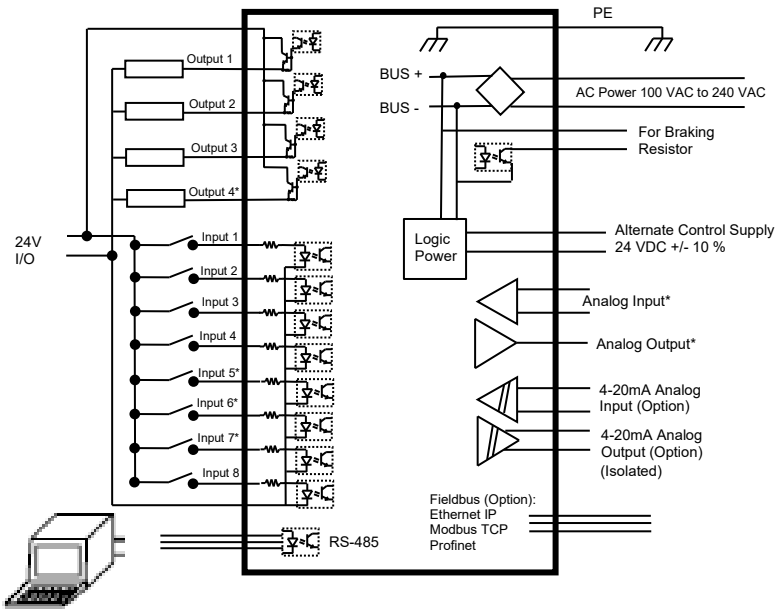 PE
Output 1
Output 2
Output 3
Output 4*
BUS +
BUS -
AC Power 100 VAC to 240 VAC
For Braking
Resistor
24V
I/O
Input 1
Input 2
Input 3
Input 4
Input 5*
Input 6*
Input 7*
Input 8
Logic
Power
Alternate Control Supply
24 VDC +/- 10 %
Analog Input*
Analog Output*
4-20mA Analog
Input (Option)
4-20mA Analog
Output (Option)
(Isolated)
Fieldbus (Option):
Ethernet IP
Modbus TCP
Profinet
RS-485